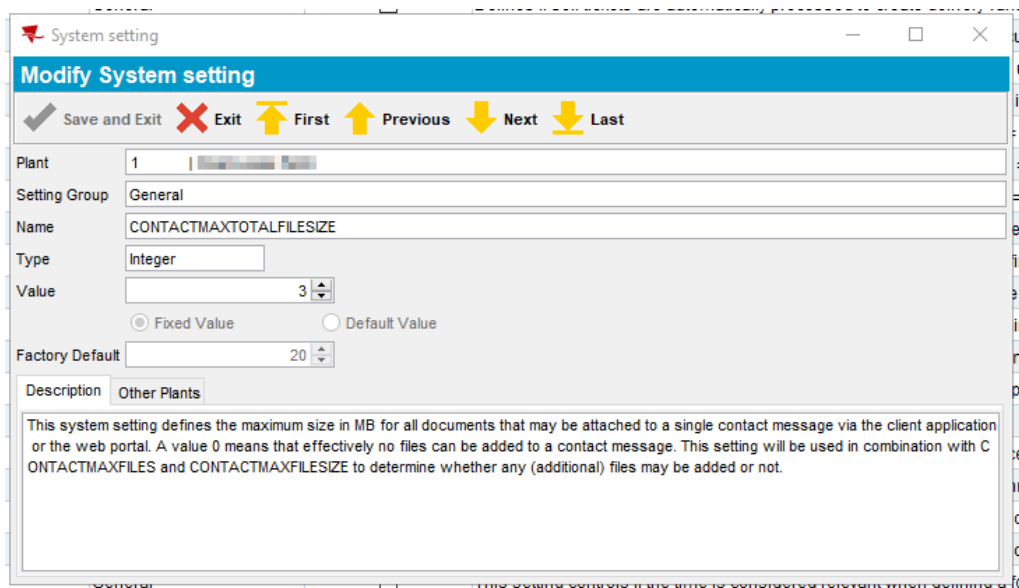 System setting
Modify System setting
Save and Exit Exit First Previous Next Last
Plant 1 |
Setting Group General
Name CONTACTMAXTOTALFILESIZE
Type Integer
Value 3
Fixed Value Default Value
Factory Default 20
Description Other Plants
This system setting defines the maximum size in MB for all documents that may be attached to a single contact message via the client application
or the web portal. A value 0 means that effectively no files can be added to a contact message. This setting will be used in combination with C
ONTACTMAXFILES and CONTACTMAXFILESIZE to determine whether any (additional) files may be added or not.